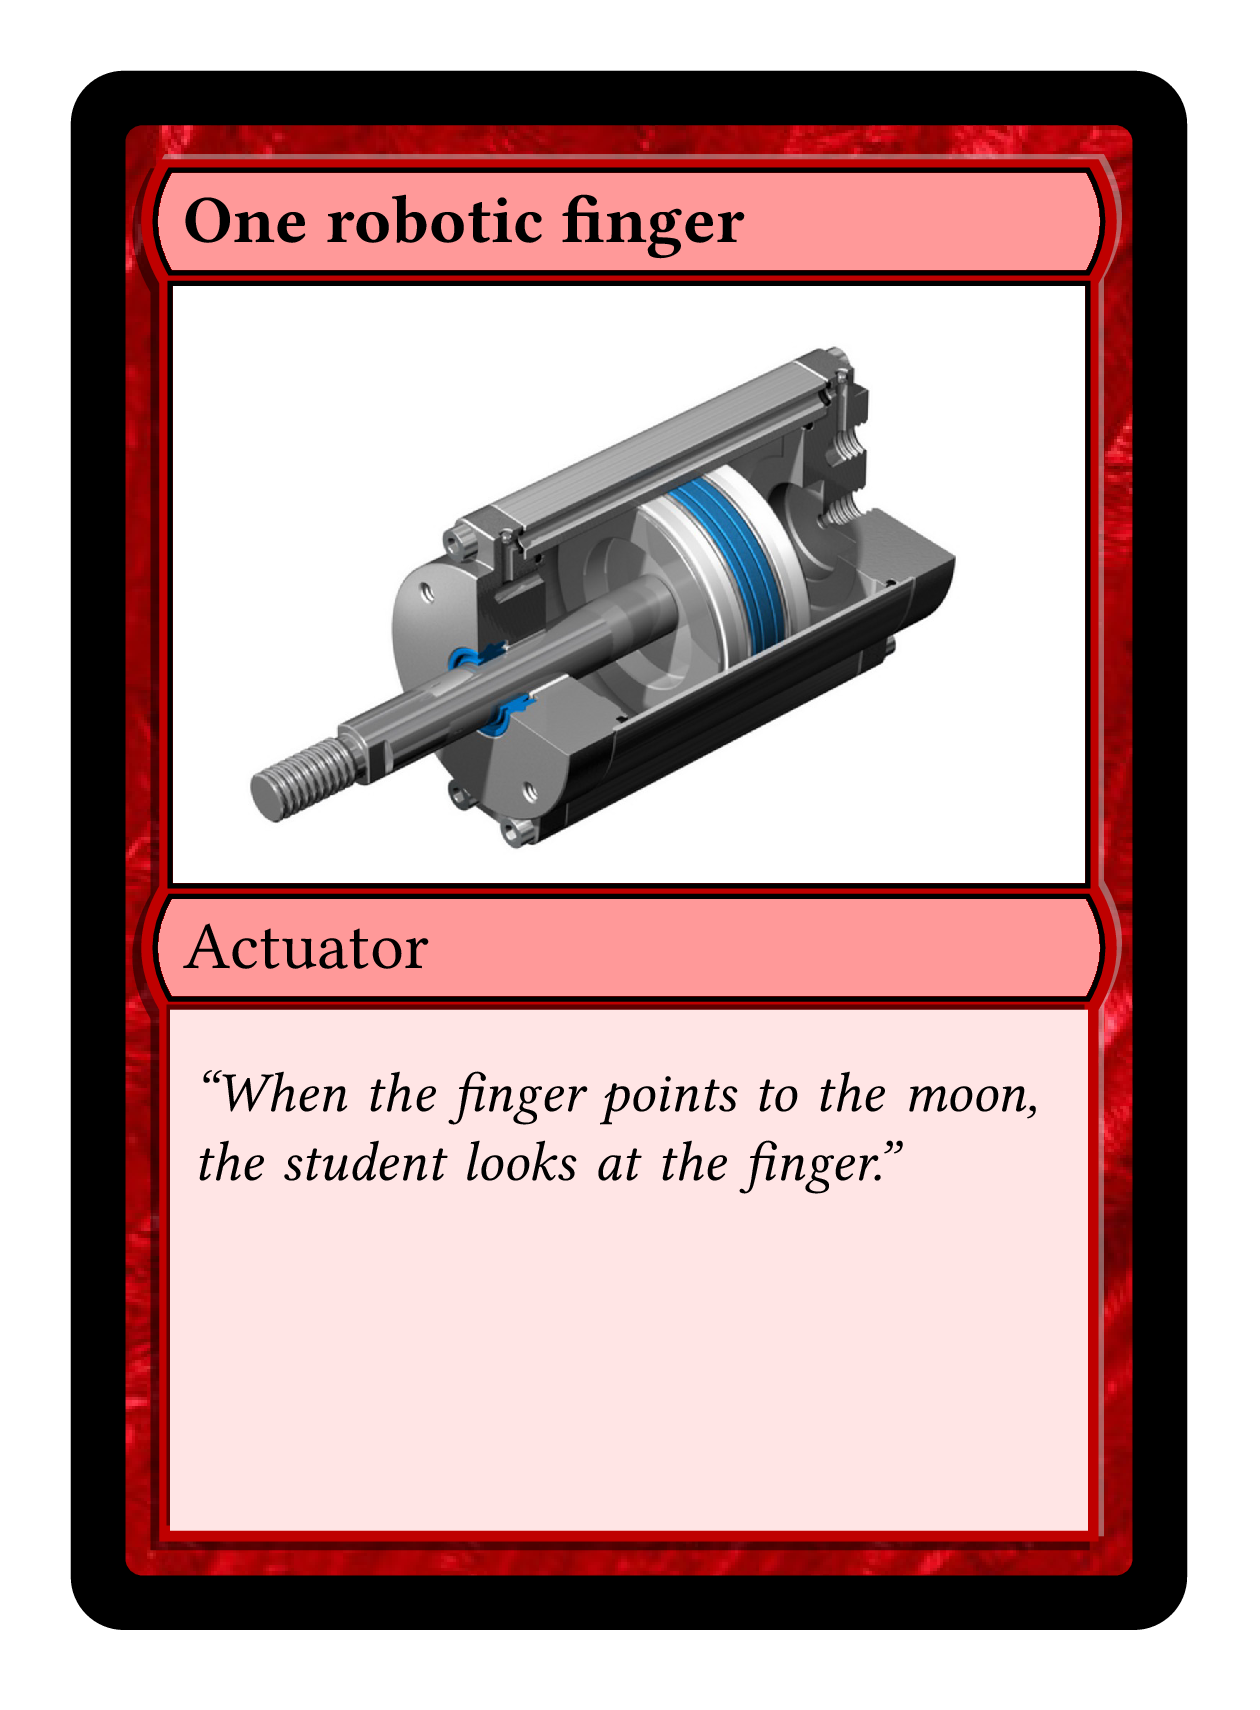 One robotic finger
Actuator
“When the finger points to the moon,
the student looks at the finger.”